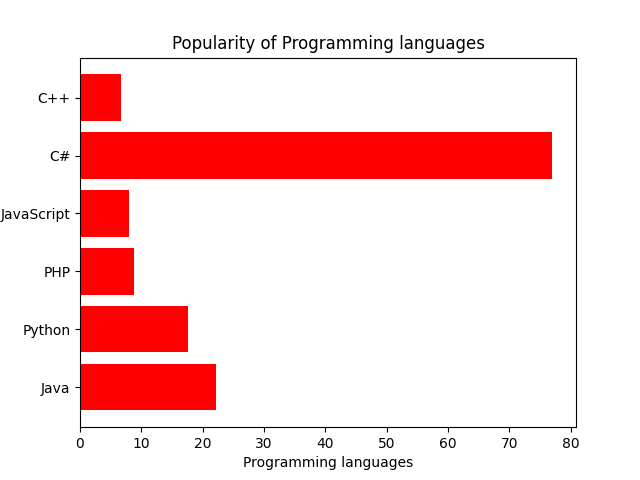 Popularity of Programming languages
C++
C#
JavaScript
PHP
Python
Java
0 10 20 30 40 50 60 70 80
Programming languages